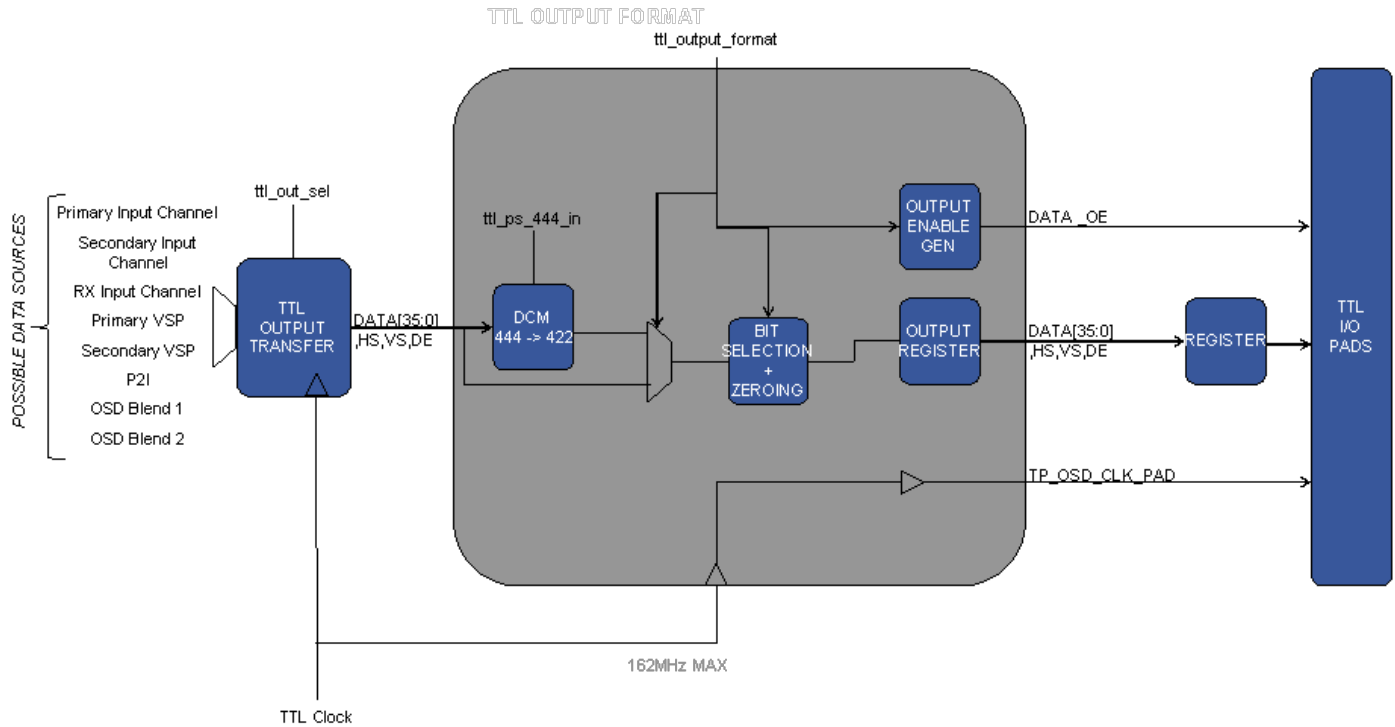 TTL OUTPUT FORMAT
ttl_output_format
POSSIBLE DATA SOURCES
Primary Input Channel
Secondary Input
Channel
RX Input Channel
Primary VSP
Secondary VSP
P2I
OSD Blend 1
OSD Blend 2
ttl_out_sel
TTL
OUTPUT
TRANSFER
DATA[35:0]
,HS,VS,DE
ttl_ps_444_in
DCM
444 -> 422
BIT
SELECTION
+
ZEROING
OUTPUT
ENABLE
GEN
OUTPUT
REGISTER
DATA _OE
DATA[35:0]
,HS,VS,DE
REGISTER
TTL
I/O
PADS
TP_OSD_CLK_PAD
162MHz MAX
TTL Clock